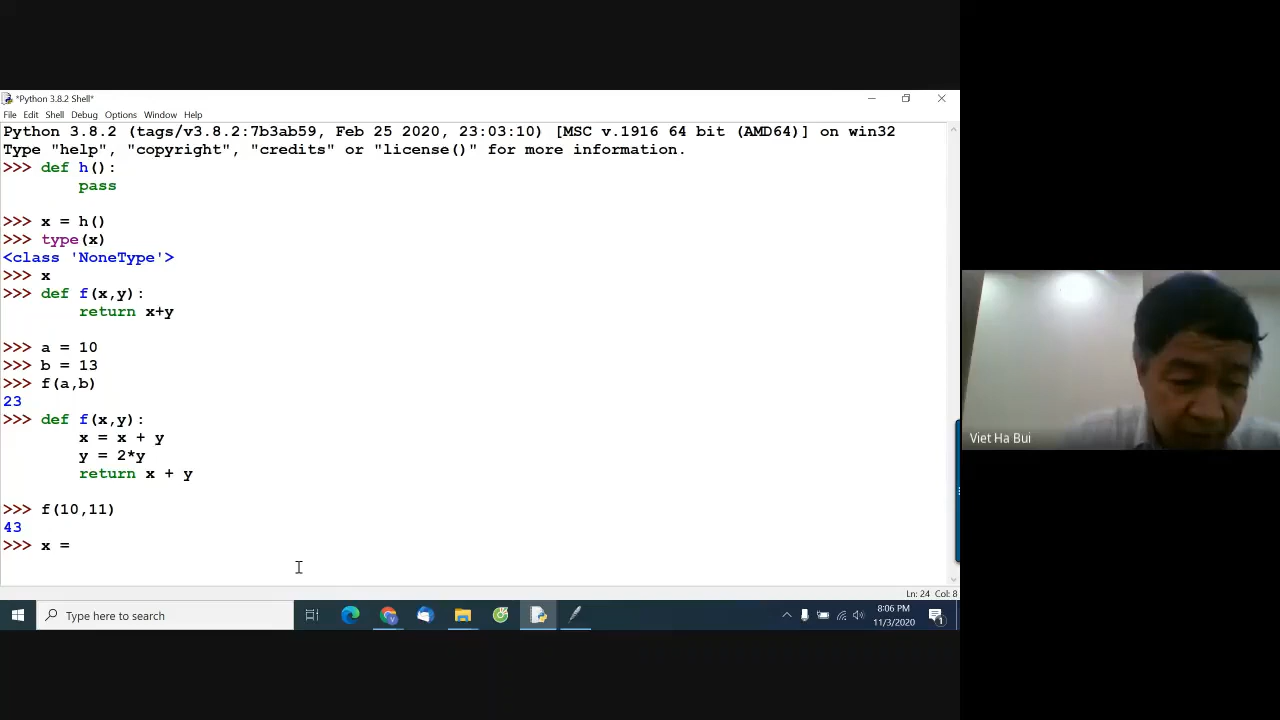 *Python 3.8.2 Shell*
File Edit Shell Debug Options Window Help
Python 3.8.2 (tags/v3.8.2:7b3ab59, Feb 25 2020, 23:03:10) [MSC v.1916 64 bit (AMD64)] on win32
Type "help", "copyright", "credits" or "license()" for more information.
>>> def h():
        pass
>>> x = h()
>>> type(x)
<class 'NoneType'>
>>> x
>>> def f(x,y):
        return x+y
>>> a = 10
>>> b = 13
>>> f(a,b)
23
>>> def f(x,y):
        x = x + y
        y = 2*y
        return x + y
>>> f(10,11)
43
>>> x =
Ln: 24 Col: 8
Type here to search
8:06 PM
11/3/2020
1
Viet Ha Bui